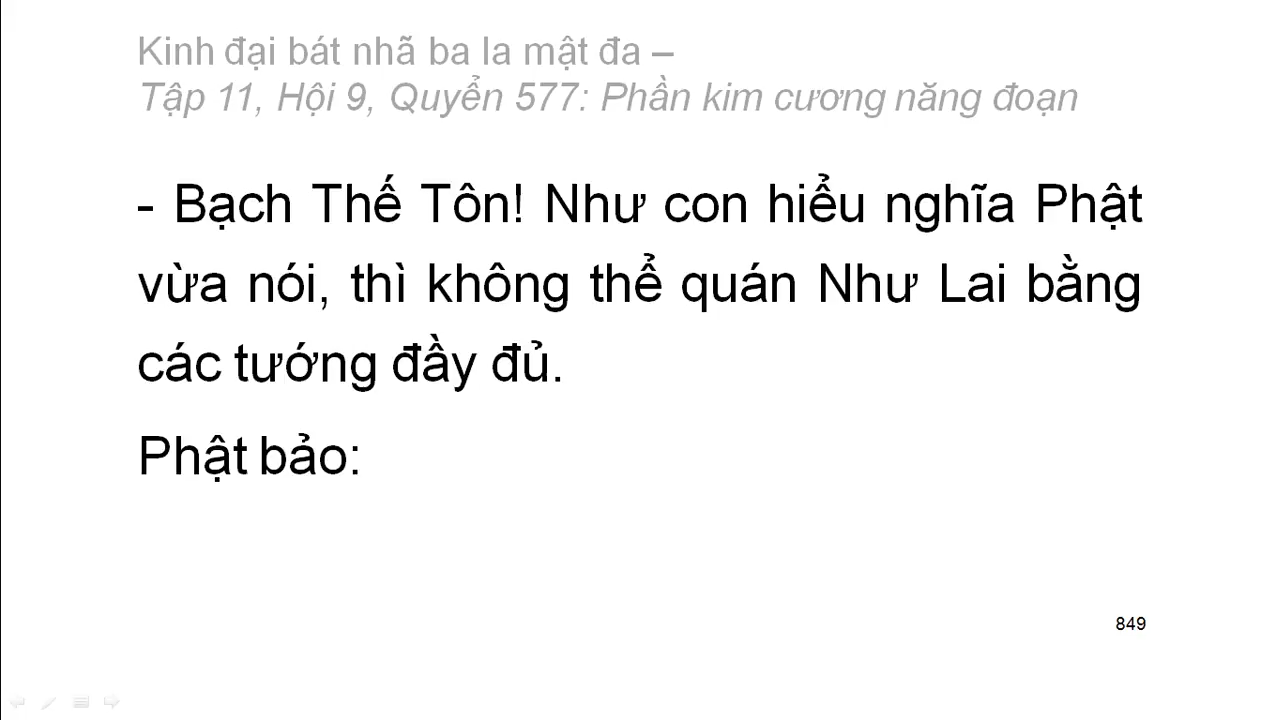 Kinh đại bát nhã ba la mật đa –
Tập 11, Hội 9, Quyển 577: Phần kim cương năng đoạn
- Bạch Thế Tôn! Như con hiểu nghĩa Phật
vừa nói, thì không thể quán Như Lai bằng
các tướng đầy đủ.
Phật bảo:
849